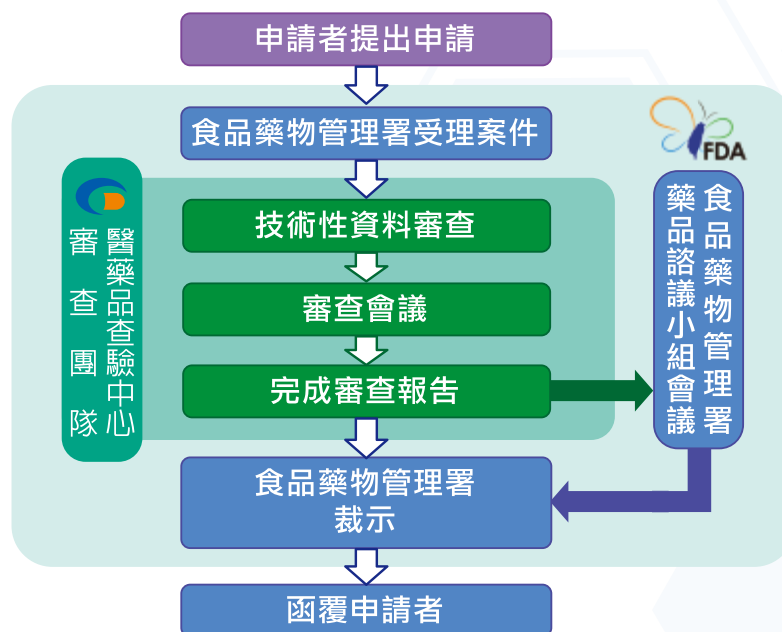 申請者提出申請
食品藥物管理署受理案件
FDA
醫藥品查驗中心
審查團隊
技術性資料審查
審查會議
完成審查報告
食品藥物管理署
藥品諮議小組會議
食品藥物管理署
裁示
函覆申請者